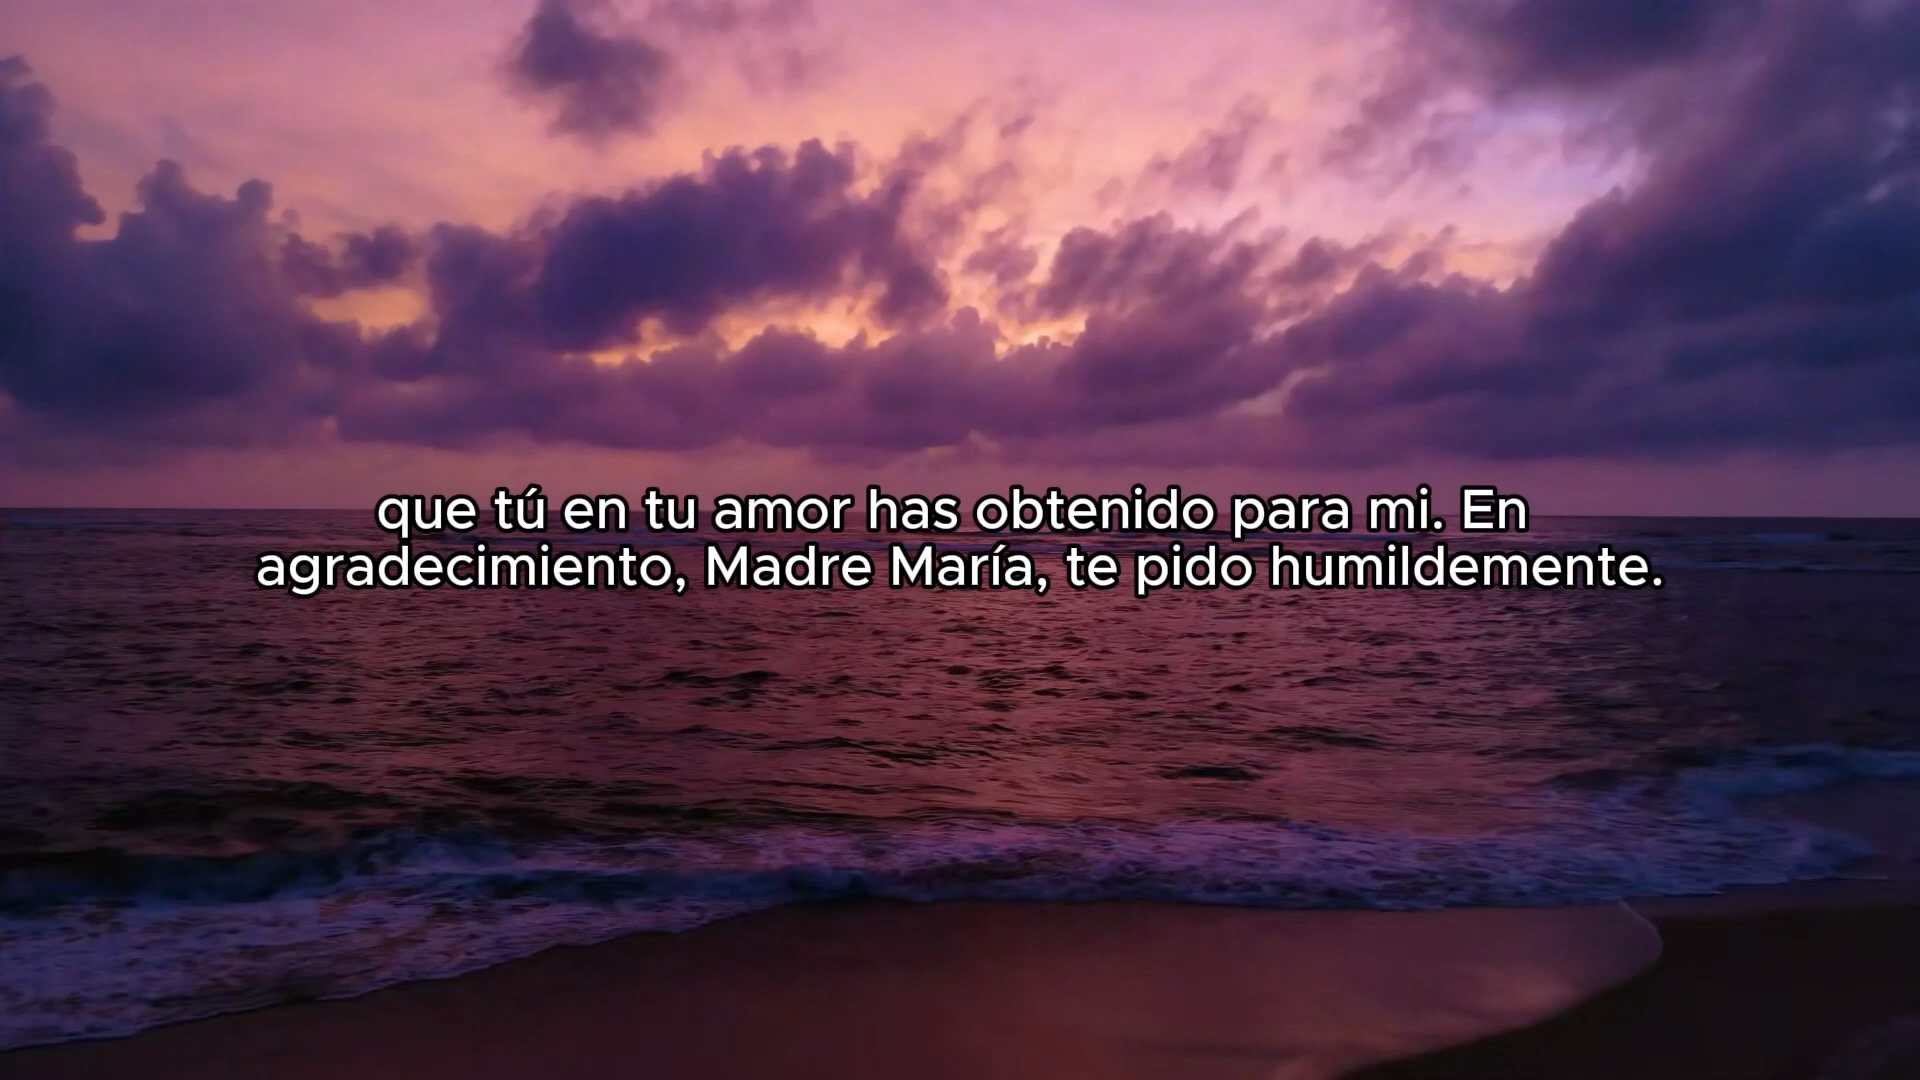 que tú en tu amor has obtenido para mi. En
agradecimiento, Madre María, te pido humildemente.